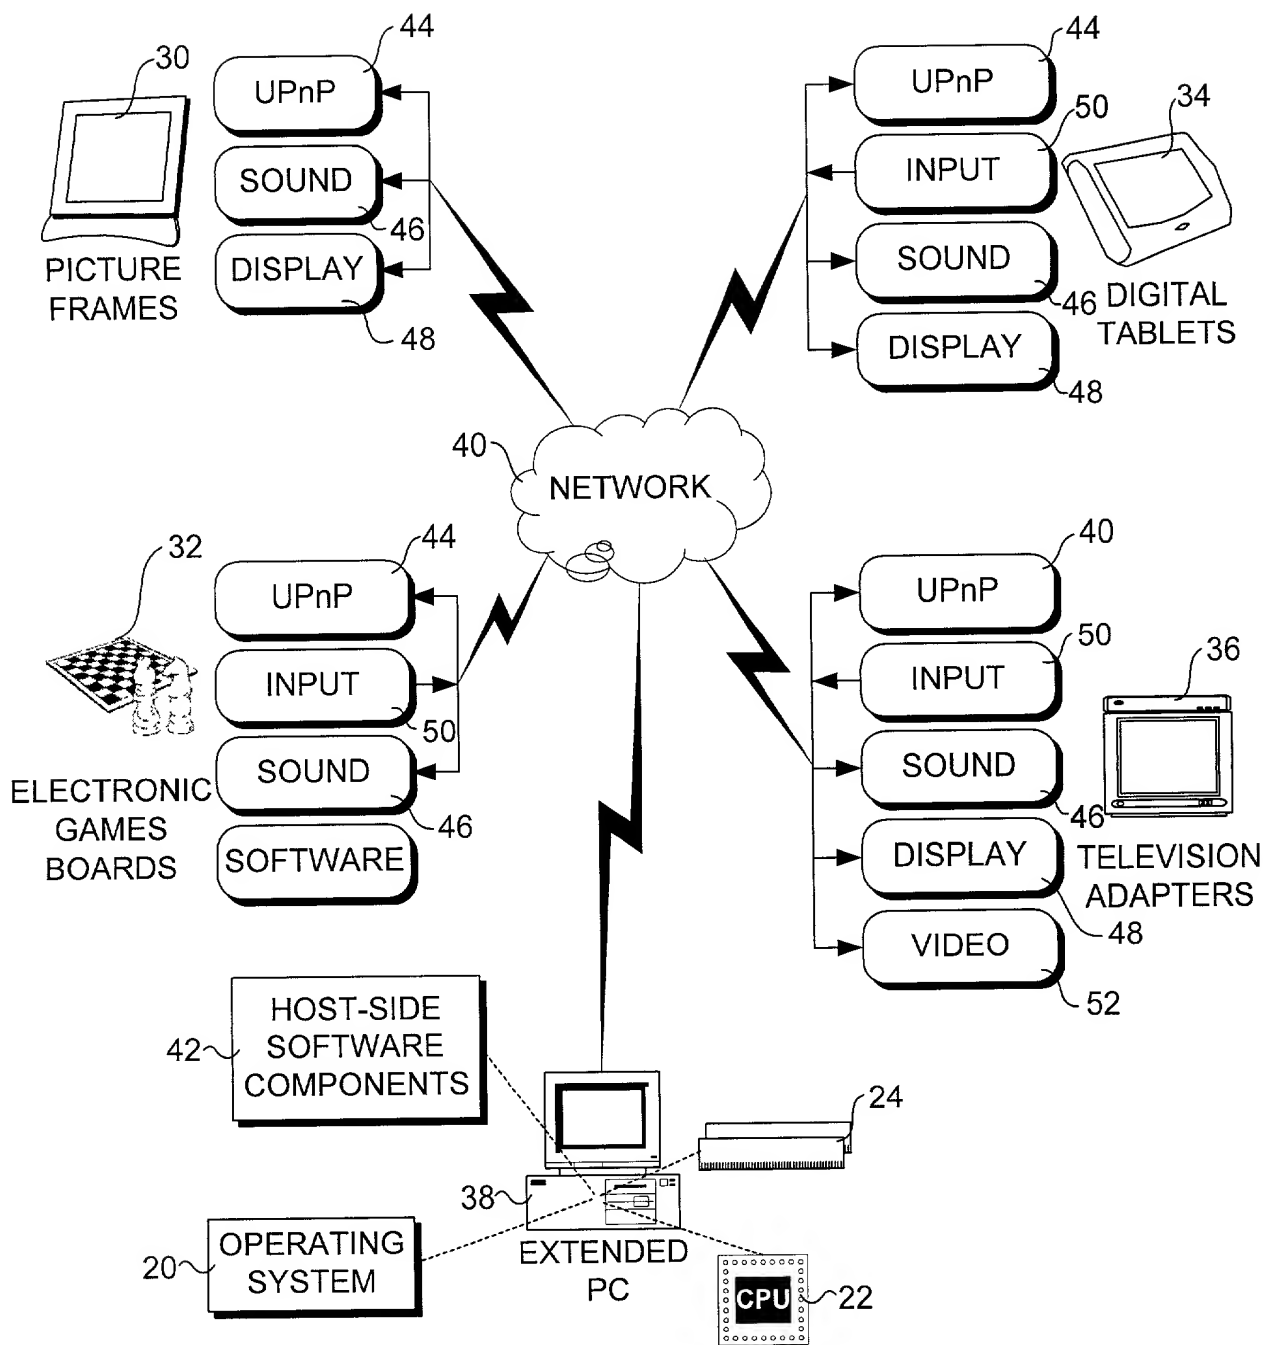 44
30
UPnP
SOUND
46
DISPLAY
48
PICTURE
FRAMES
44
UPnP
50
34
INPUT
SOUND
46
DIGITAL
TABLETS
DISPLAY
48
40
NETWORK
32
44
UPnP
INPUT
50
SOUND
46
SOFTWARE
ELECTRONIC
GAMES
BOARDS
40
UPnP
50
36
INPUT
SOUND
46
DISPLAY
48
TELEVISION
ADAPTERS
VIDEO
52
HOST-SIDE
SOFTWARE
COMPONENTS
42
24
38
OPERATING
SYSTEM
20
EXTENDED
PC
CPU
22